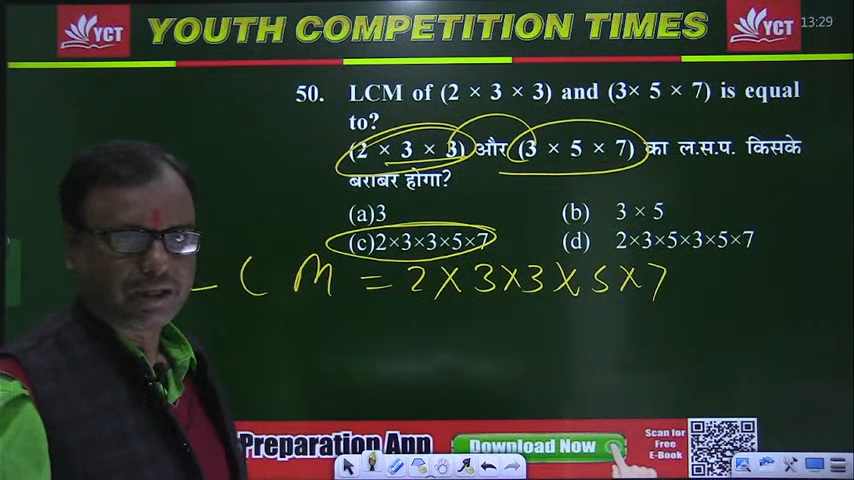 YCT
YOUTH COMPETITION TIMES
YCT
13:29
50. LCM of (2 × 3 × 3) and (3× 5 × 7) is equal
to?
(2 × 3 × 3) और (3 × 5 × 7) का ल.स.प. किसके
बराबर होगा?
(a)3 (b) 3 × 5
(c)2×3×3×5×7 (d) 2×3×5×3×5×7
LCM = 2×3×3×5×7
Preparation App
Download Now
Scan for
Free
E-Book